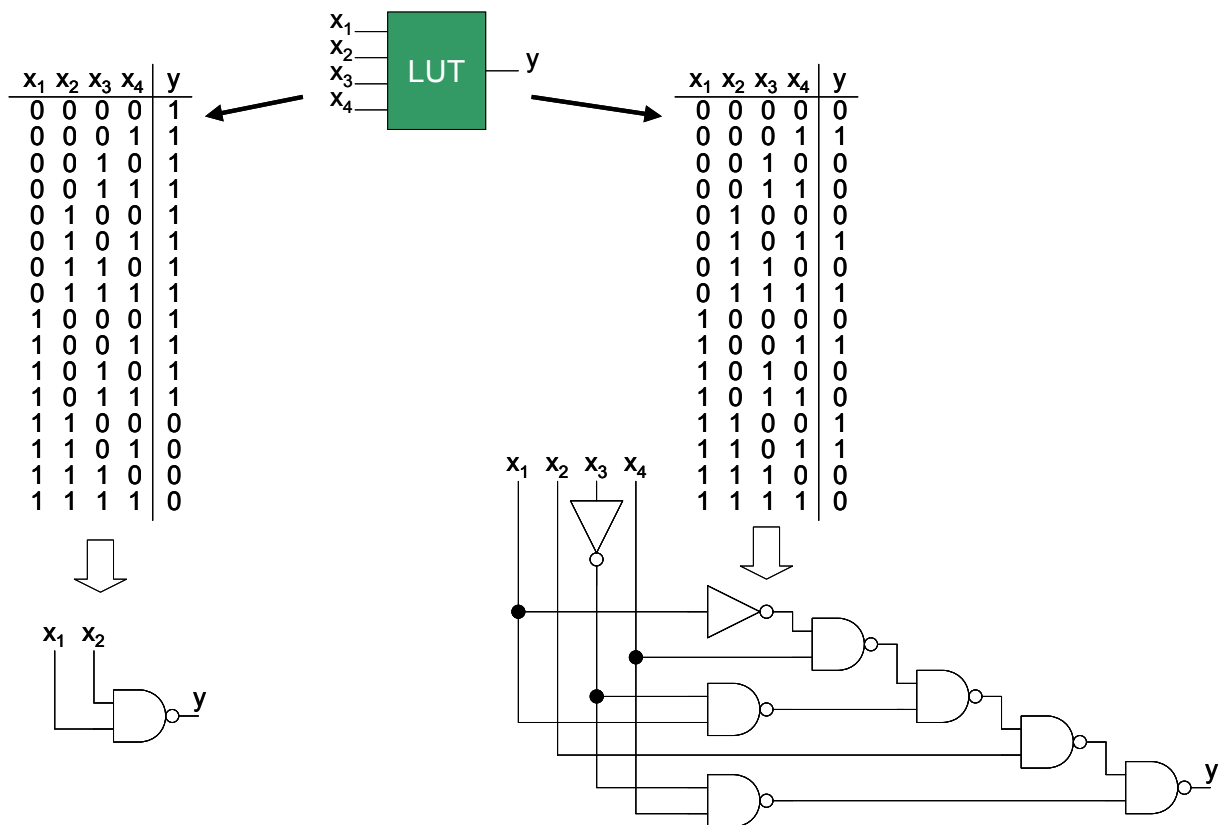 x1
x2
x3
x4
LUT
y
x1 x2 x3 x4 y
0 0 0 0 1
0 0 0 1 1
0 0 1 0 1
0 0 1 1 1
0 1 0 0 1
0 1 0 1 1
0 1 1 0 1
0 1 1 1 1
1 0 0 0 1
1 0 0 1 1
1 0 1 0 1
1 0 1 1 1
1 1 0 0 0
1 1 0 1 0
1 1 1 0 0
1 1 1 1 0
x1 x2 x3 x4 y
0 0 0 0 0
0 0 0 1 1
0 0 1 0 0
0 0 1 1 0
0 1 0 0 0
0 1 0 1 1
0 1 1 0 0
0 1 1 1 1
1 0 0 0 0
1 0 0 1 1
1 0 1 0 0
1 0 1 1 0
1 1 0 0 1
1 1 0 1 1
1 1 1 0 0
1 1 1 1 0
x1 x2
y
x1 x2 x3 x4
y